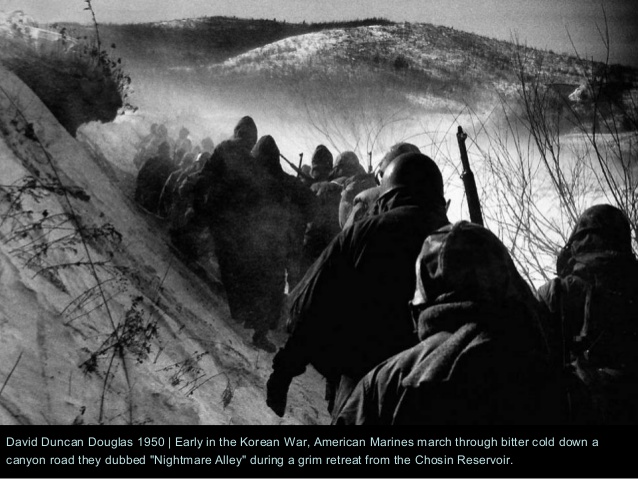 David Duncan Douglas 1950 | Early in the Korean War, American Marines march through bitter cold down a
canyon road they dubbed "Nightmare Alley" during a grim retreat from the Chosin Reservoir.